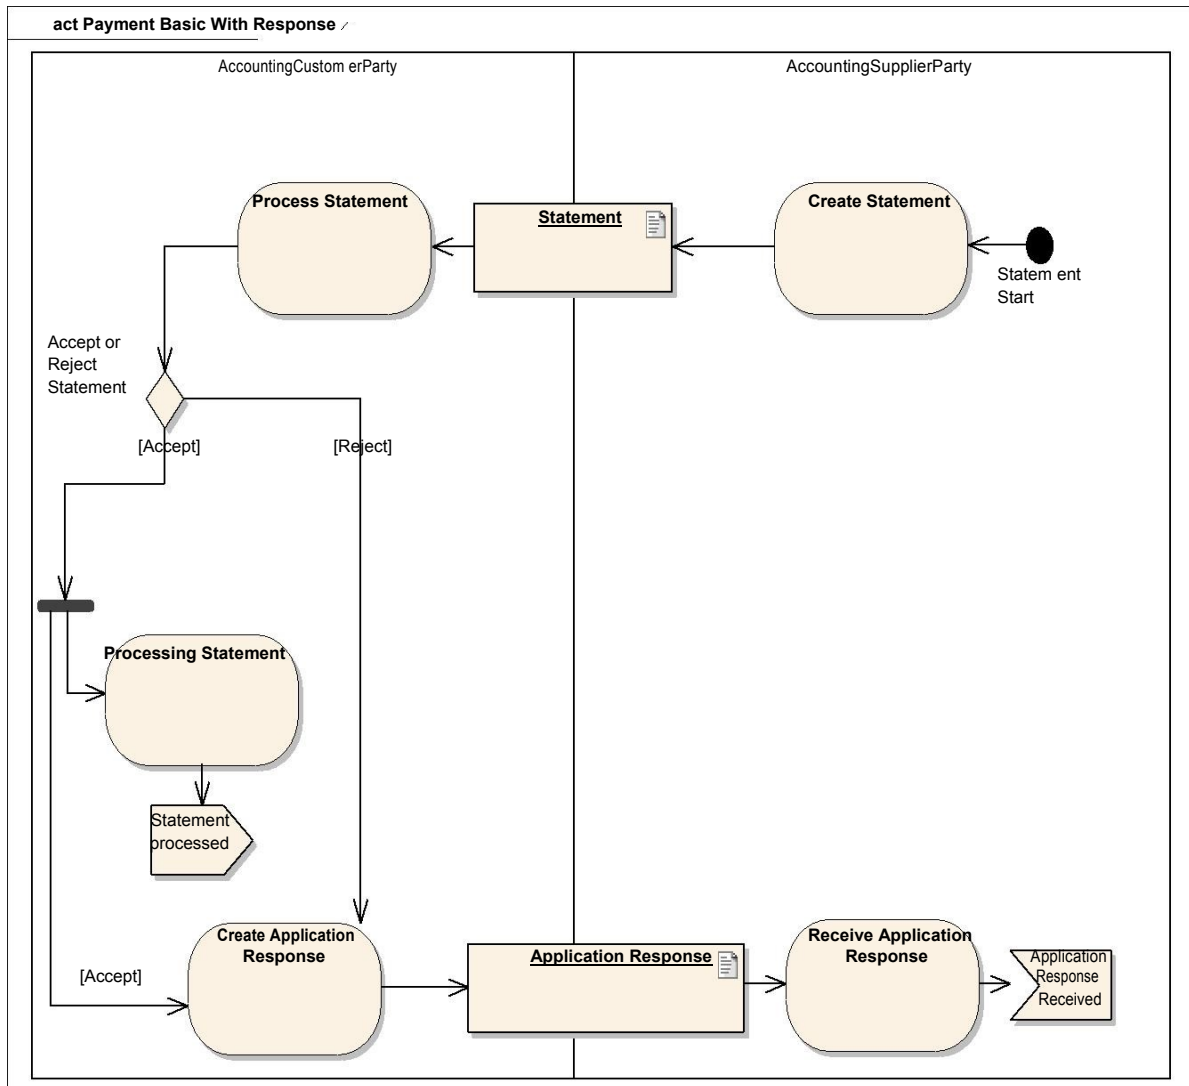 act Payment Basic With Response
AccountingCustom erParty
AccountingSupplierParty
Process Statement
Statement
Create Statement
Statem ent
Start
Accept or
Reject
Statement
[Accept]
[Reject]
Processing Statement
Statement
processed
Create Application
Response
Application Response
Receive Application
Response
Application
Response
Received
[Accept]